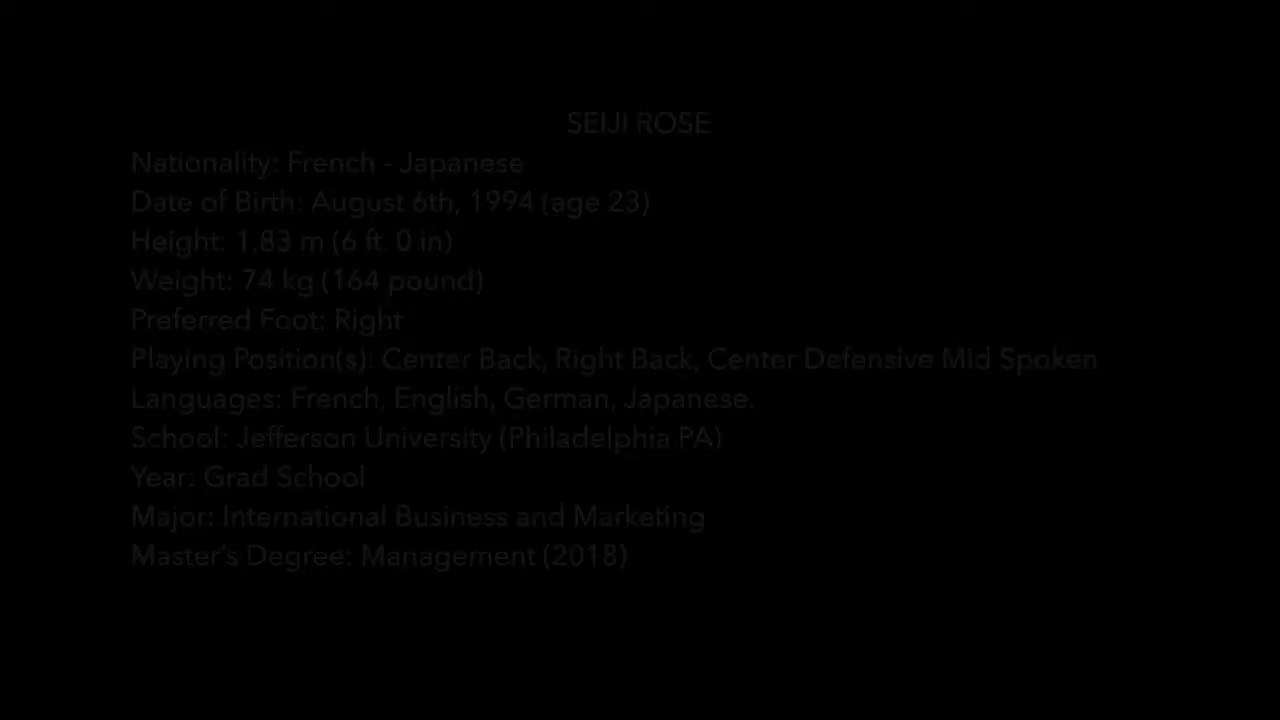 SEIJI ROSE
Nationality: French - Japanese
Date of Birth: August 6th, 1994 (age 23)
Height: 1,83 m (6 ft. 0 in)
Weight: 74 kg (164 pound)
Preferred Foot: Right
Playing Position(s): Center Back, Right Back, Center Defensive MId Spoken
Languages: French, English, German, Japanese.
School: Jefferson University (Philadelphia PA)
Year: Grad School
Major: International Business and Marketing
Master's Degree: Management (2018)